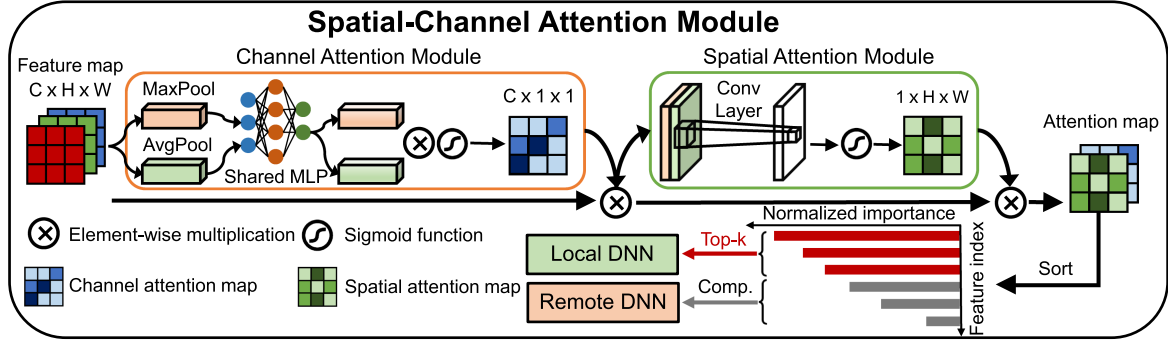 Spatial-Channel Attention Module
Channel Attention Module
Spatial Attention Module
Feature map
C x H x W
MaxPool
AvgPool
Shared MLP
C x 1 x 1
Conv
Layer
1 x H x W
Attention map
Element-wise multiplication
Sigmoid function
Channel attention map
Spatial attention map
Local DNN
Remote DNN
Top-k
Comp.
Normalized importance
Feature index
Sort